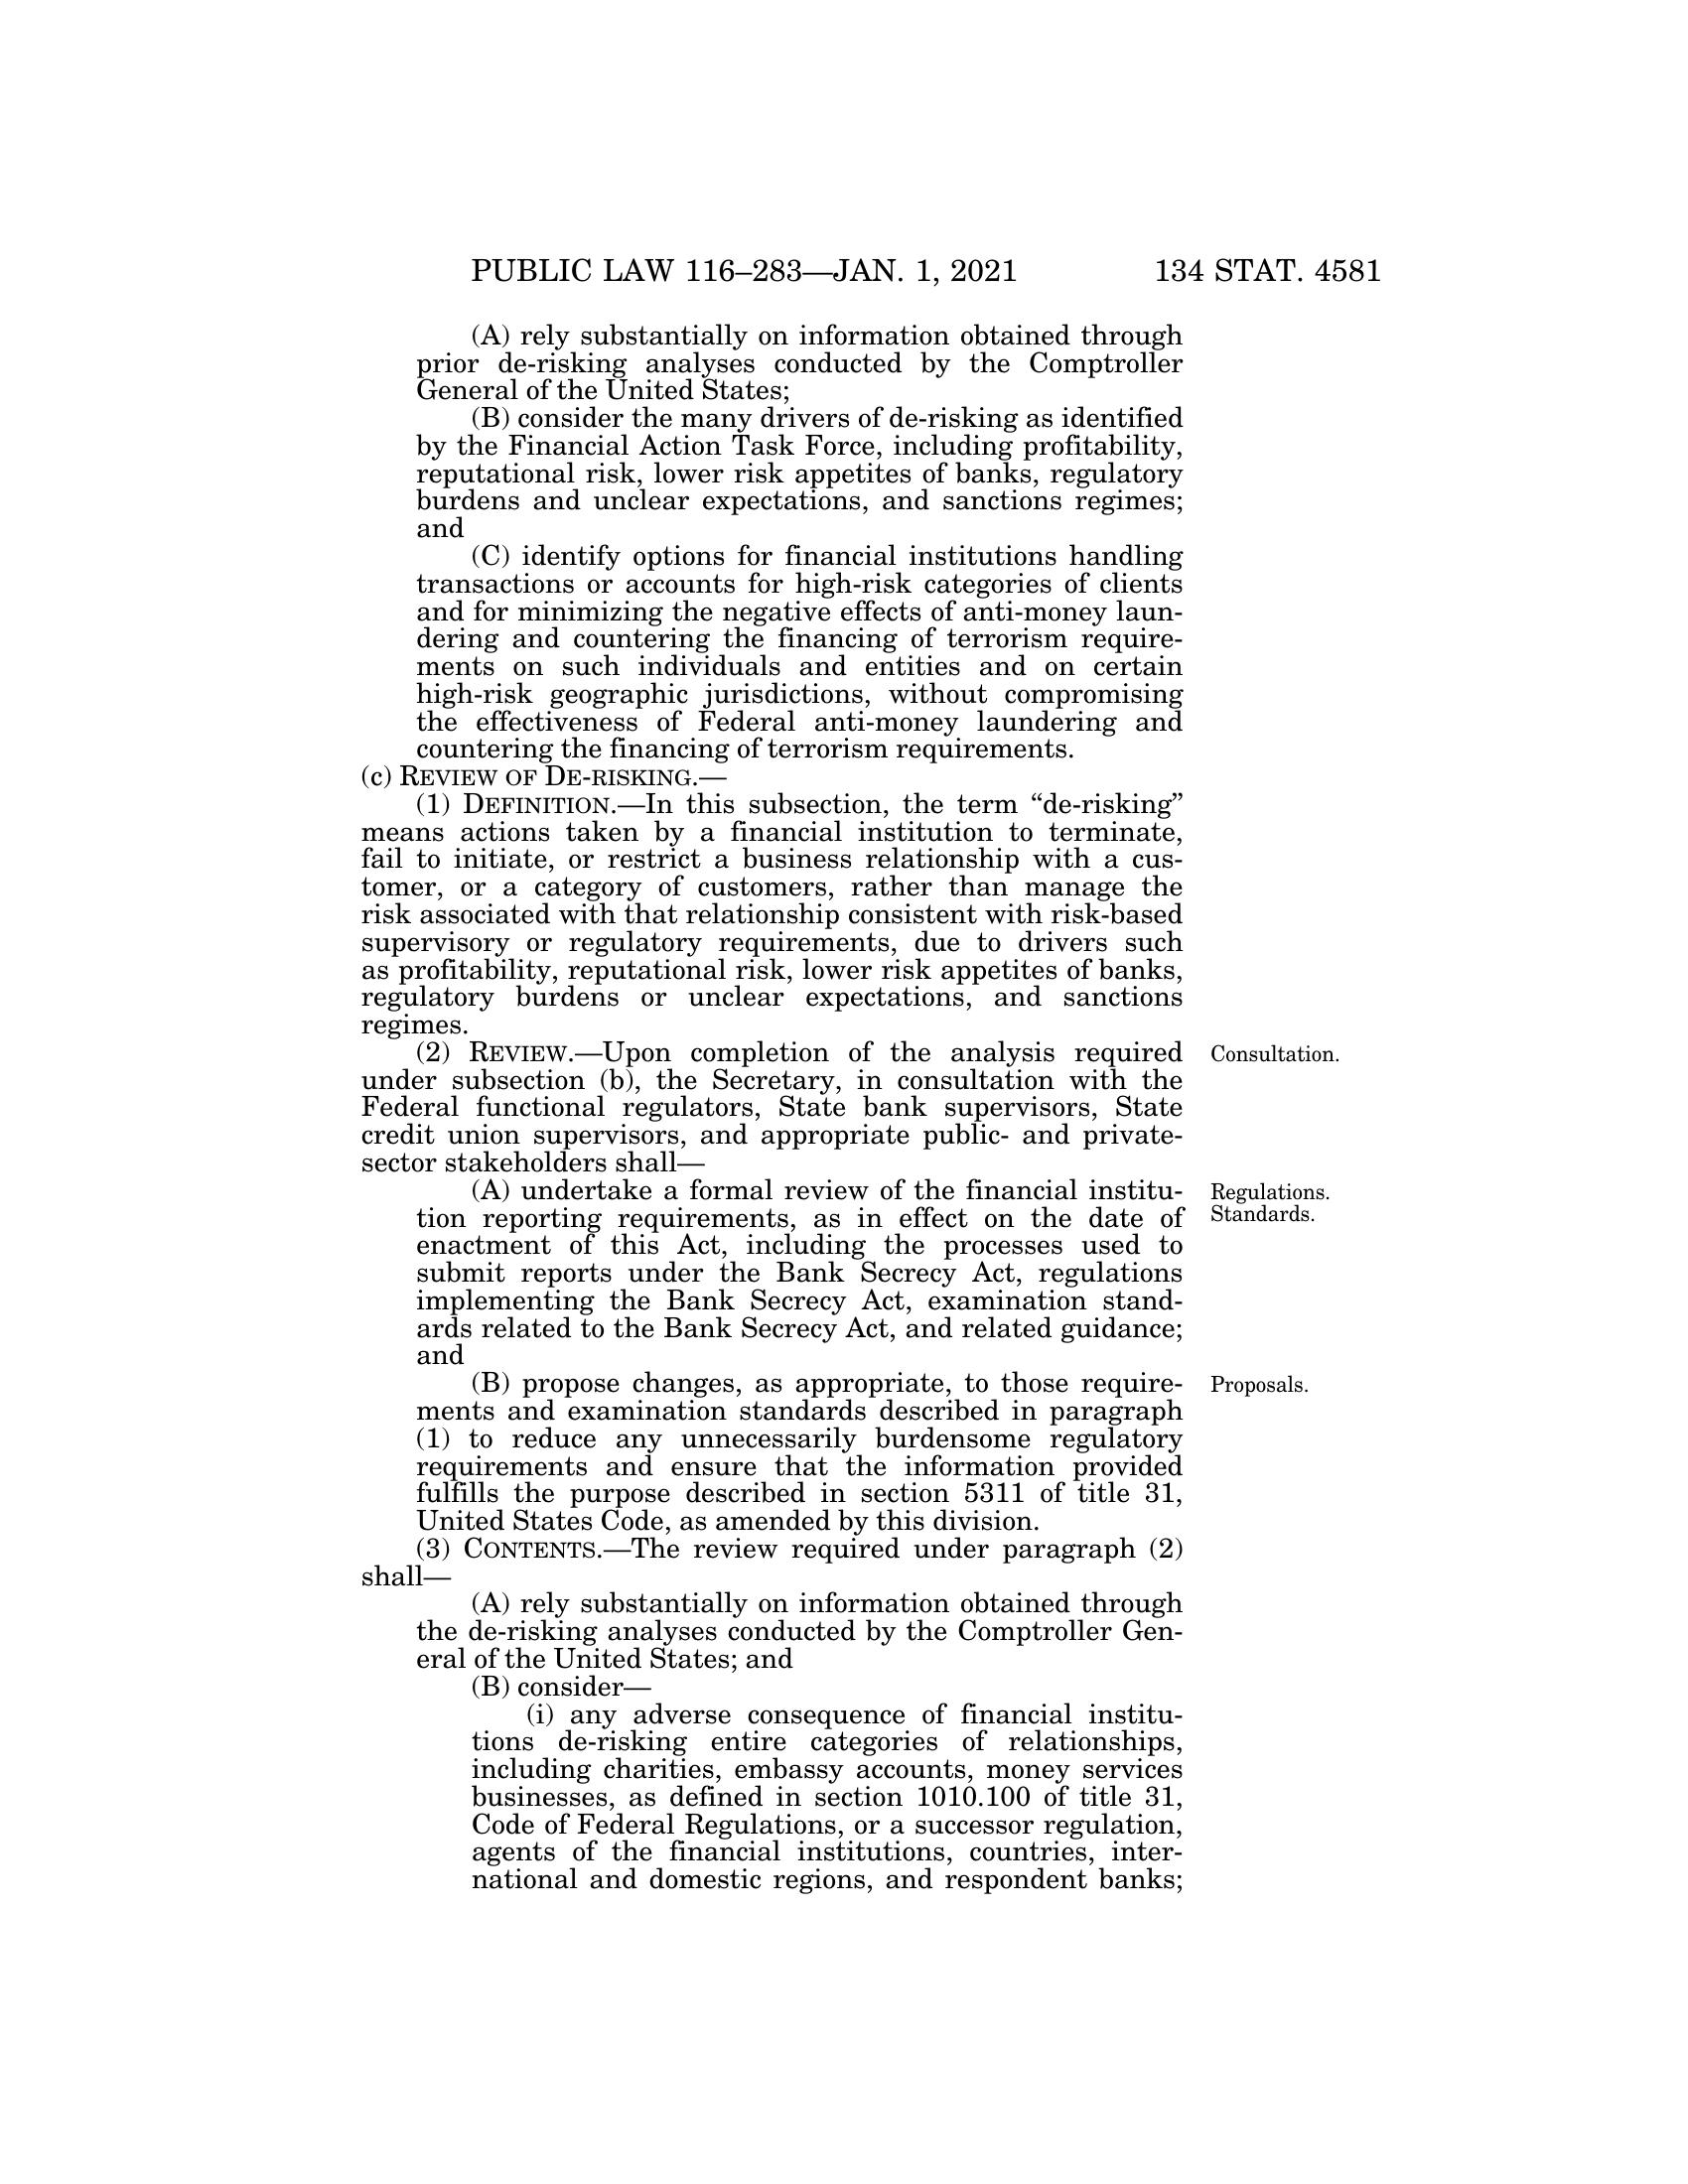 PUBLIC LAW 116–283—JAN. 1, 2021 134 STAT. 4581
(A) rely substantially on information obtained through
prior de-risking analyses conducted by the Comptroller
General of the United States;
(B) consider the many drivers of de-risking as identified
by the Financial Action Task Force, including profitability,
reputational risk, lower risk appetites of banks, regulatory
burdens and unclear expectations, and sanctions regimes;
and
(C) identify options for financial institutions handling
transactions or accounts for high-risk categories of clients
and for minimizing the negative effects of anti-money laun-
dering and countering the financing of terrorism require-
ments on such individuals and entities and on certain
high-risk geographic jurisdictions, without compromising
the effectiveness of Federal anti-money laundering and
countering the financing of terrorism requirements.
(c) REVIEW OF DE-RISKING.—
(1) DEFINITION.—In this subsection, the term “de-risking”
means actions taken by a financial institution to terminate,
fail to initiate, or restrict a business relationship with a cus-
tomer, or a category of customers, rather than manage the
risk associated with that relationship consistent with risk-based
supervisory or regulatory requirements, due to drivers such
as profitability, reputational risk, lower risk appetites of banks,
regulatory burdens or unclear expectations, and sanctions
regimes.
(2) REVIEW.—Upon completion of the analysis required
under subsection (b), the Secretary, in consultation with the
Federal functional regulators, State bank supervisors, State
credit union supervisors, and appropriate public- and private-
sector stakeholders shall—
(A) undertake a formal review of the financial institu-
tion reporting requirements, as in effect on the date of
enactment of this Act, including the processes used to
submit reports under the Bank Secrecy Act, regulations
implementing the Bank Secrecy Act, examination stand-
ards related to the Bank Secrecy Act, and related guidance;
and
(B) propose changes, as appropriate, to those require-
ments and examination standards described in paragraph
(1) to reduce any unnecessarily burdensome regulatory
requirements and ensure that the information provided
fulfills the purpose described in section 5311 of title 31,
United States Code, as amended by this division.
(3) CONTENTS.—The review required under paragraph (2)
shall—
(A) rely substantially on information obtained through
the de-risking analyses conducted by the Comptroller Gen-
eral of the United States; and
(B) consider—
(i) any adverse consequence of financial institu-
tions de-risking entire categories of relationships,
including charities, embassy accounts, money services
businesses, as defined in section 1010.100 of title 31,
Code of Federal Regulations, or a successor regulation,
agents of the financial institutions, countries, inter-
national and domestic regions, and respondent banks;
Consultation.
Regulations.
Standards.
Proposals.